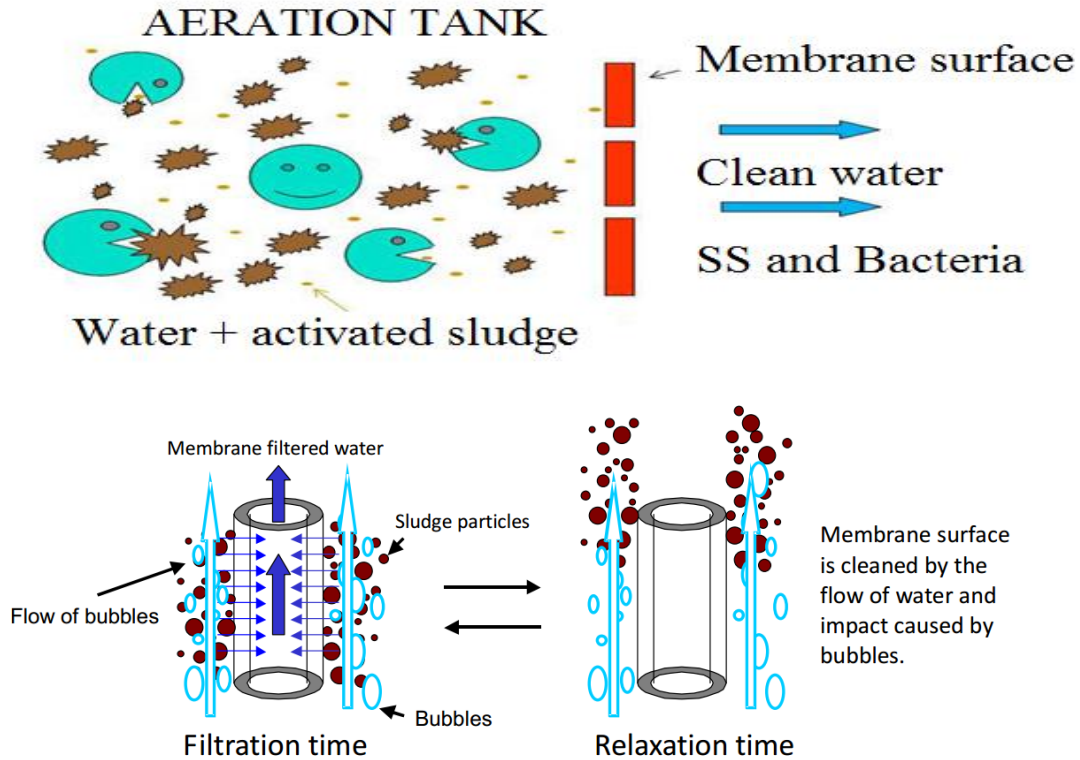 AERATION TANK
Membrane surface
Clean water
SS and Bacteria
Water + activated sludge
Membrane filtered water
Sludge particles
Flow of bubbles
Bubbles
Filtration time
Relaxation time
Membrane surface
is cleaned by the
flow of water and
impact caused by
bubbles.